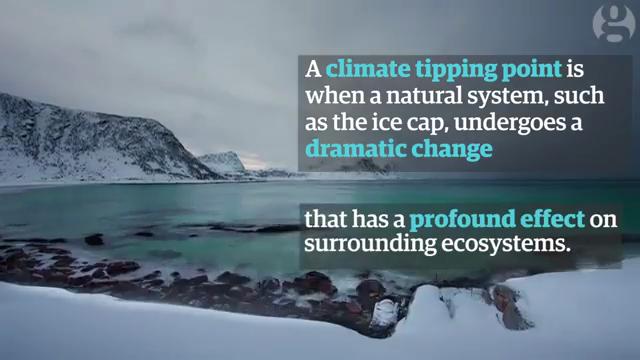 A climate tipping point is
when a natural system, such
as the ice cap, undergoes a
dramatic change
that has a profound effect on
surrounding ecosystems.